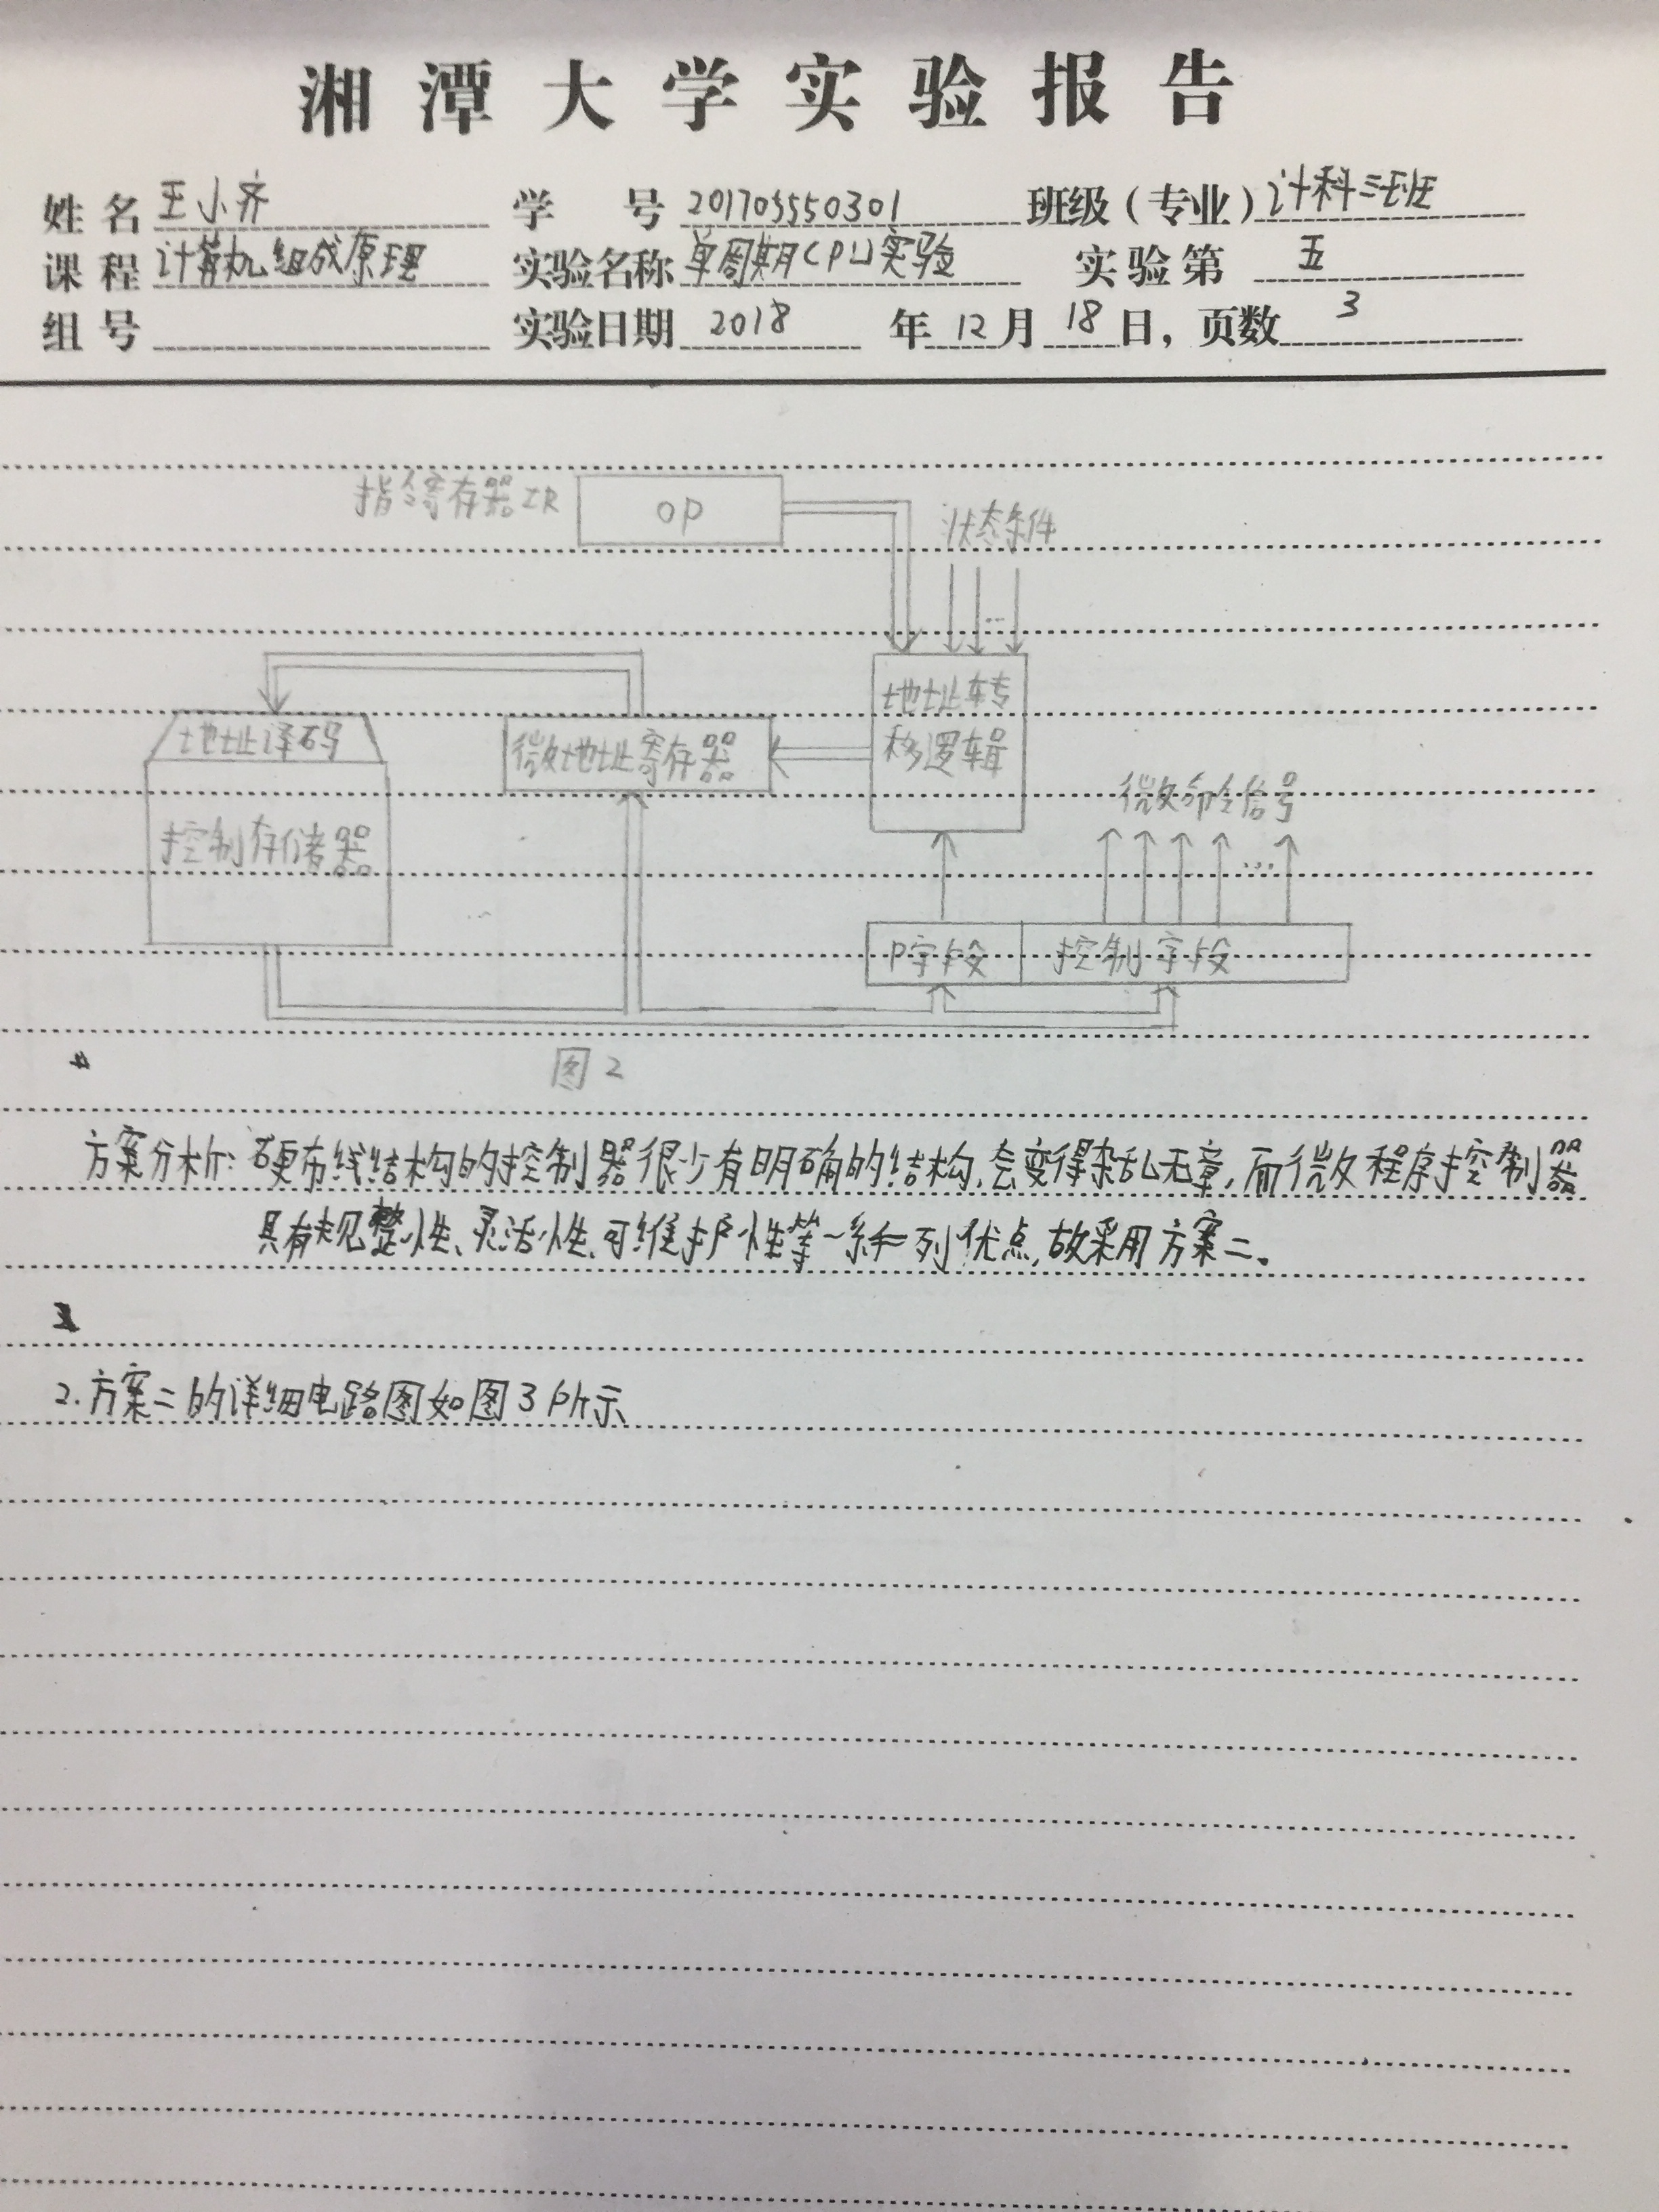 湘潭大学实验报告
姓名 王小齐 学号 201705550301 班级（专业）计科三班
课程 计算机组成原理 实验名称 单周期CPU实验 实验第 五
组号 实验日期 2018 年 12 月 18 日，页数 3
指令寄存器IR OP 状态条件
...
地址转
移逻辑
地址译码 微地址寄存器
微命令信号
控制存储器
...
P字段 控制字段
图2
方案分析：硬布线结构的控制器很少有明确的结构，会变得杂乱无章，而微程序控制器
具有规整性、灵活性、可维护性等一系列优点，故采用方案二。
2.方案二的详细电路图如图3所示